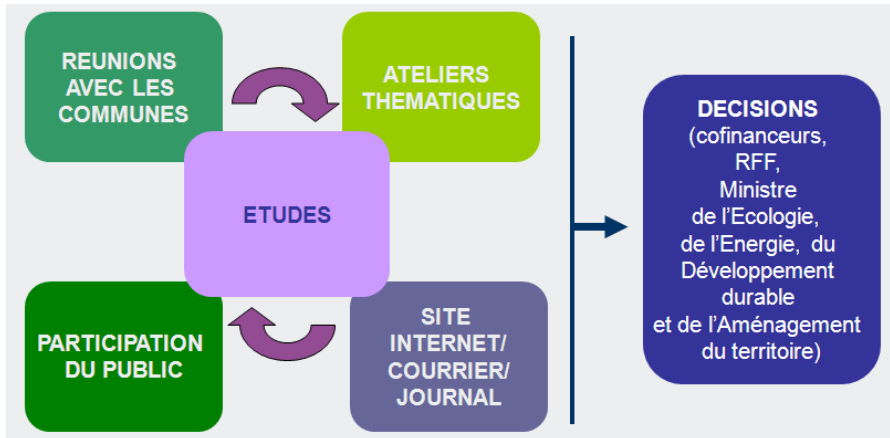 REUNIONS
AVEC LES
COMMUNES
ATELIERS
THEMATIQUES
ETUDES
PARTICIPATION
DU PUBLIC
SITE
INTERNET/
COURRIER/
JOURNAL
DECISIONS
(cofinanceurs,
RFF,
Ministre
de l'Ecologie,
de l'Energie, du
Développement
durable
et de l'Aménagement
du territoire)